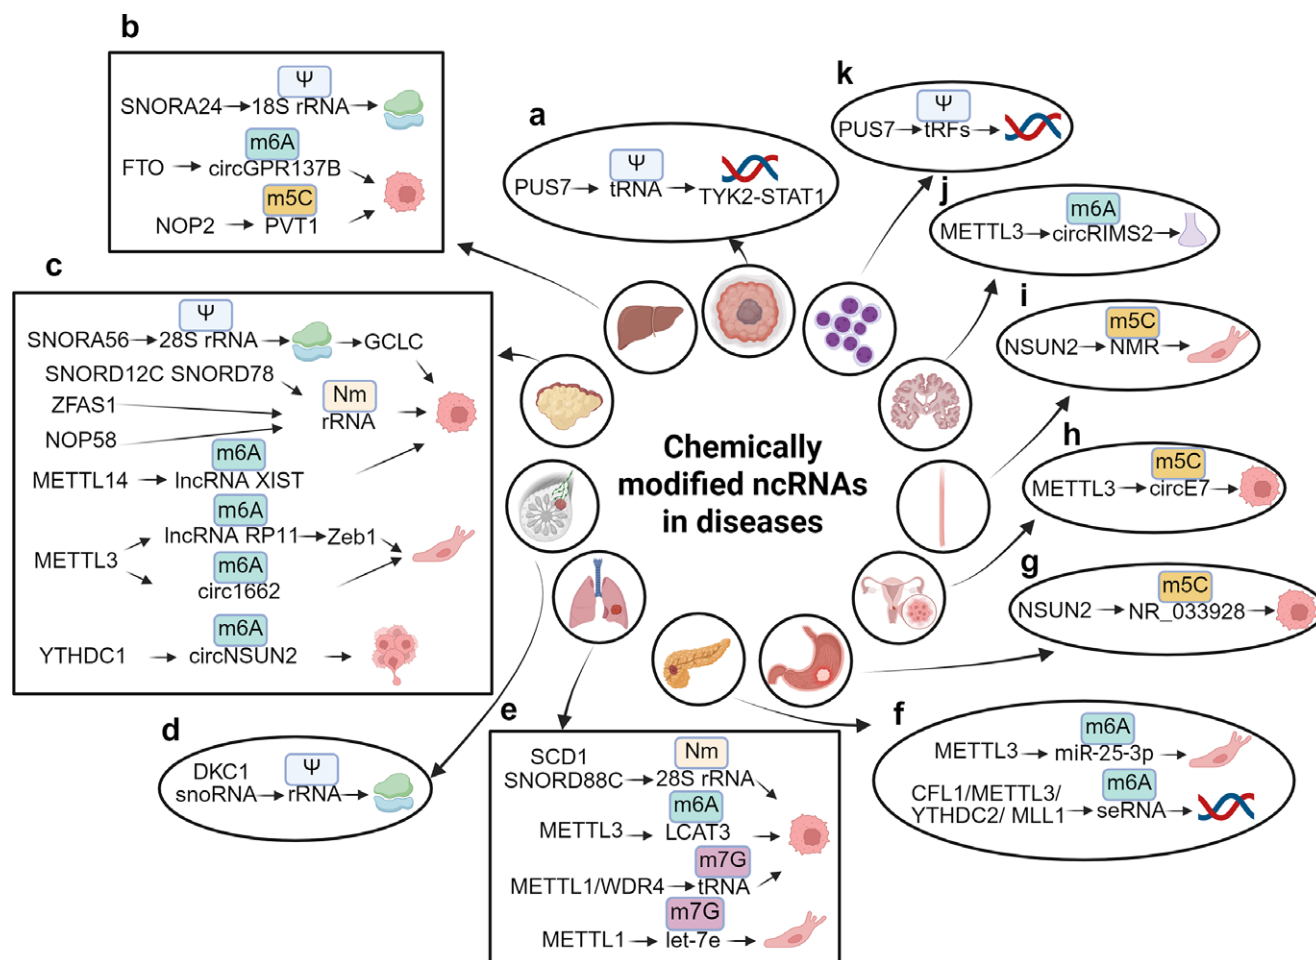 b
Ψ
SNORA24 18S rRNA
m6A
FTO circGPR137B
m5C
NOP2 PVT1
a
Ψ
PUS7 tRNA TYK2-STAT1
k
Ψ
PUS7 tRFs
j
m6A
METTL3 circRIMS2
i
m5C
NSUN2 NMR
h
m5C
METTL3 circE7
g
m5C
NSUN2 NR_033928
c
Ψ
SNORA56 28S rRNA GCLC
SNORD12C SNORD78
Nm
ZFAS1
rRNA
NOP58
m6A
METTL14 lncRNA XIST
m6A
lncRNA RP11 Zeb1
METTL3
m6A
circ1662
m6A
YTHDC1 circNSUN2
Chemically
modified ncRNAs
in diseases
d
DKC1
Ψ
snoRNA rRNA
e
SCD1
Nm
SNORD88C 28S rRNA
m6A
METTL3 LCAT3
m7G
METTL1/WDR4 tRNA
m7G
METTL1 let-7e
f
m6A
METTL3 miR-25-3p
m6A
CFL1/METTL3/
YTHDC2/ MLL1 seRNA